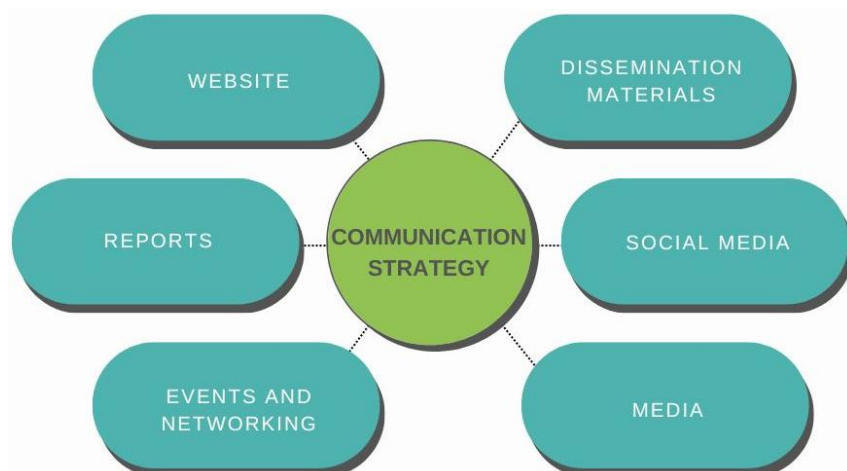 WEBSITE
DISSEMINATION
MATERIALS
REPORTS
COMMUNICATION
STRATEGY
SOCIAL MEDIA
EVENTS AND
NETWORKING
MEDIA